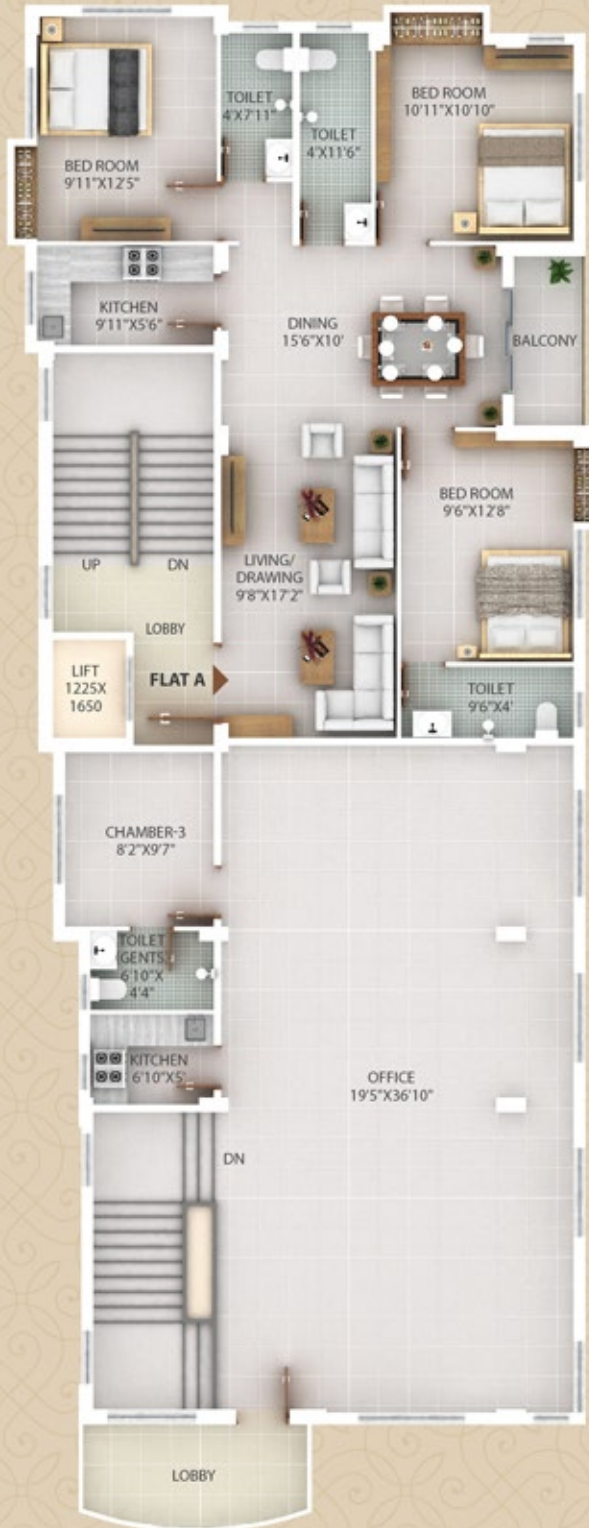 TOILET
4'X7'11"
TOILET
4'X11'6"
BED ROOM
10'11"X10'10"
BED ROOM
9'11"X12'5"
KITCHEN
9'11"X5'6"
DINING
15'6"X10'
BALCONY
BED ROOM
9'6"X12'8"
UP
DN
LIVING/
DRAWING
9'8"X17'2"
LOBBY
LIFT
1225X
1650
FLAT A
TOILET
9'6"X4'
CHAMBER-3
8'2"X9'7"
TOILET
GENTS
6'10"X
4'4"
KITCHEN
6'10"X5'
OFFICE
19'5"X36'10"
DN
LOBBY